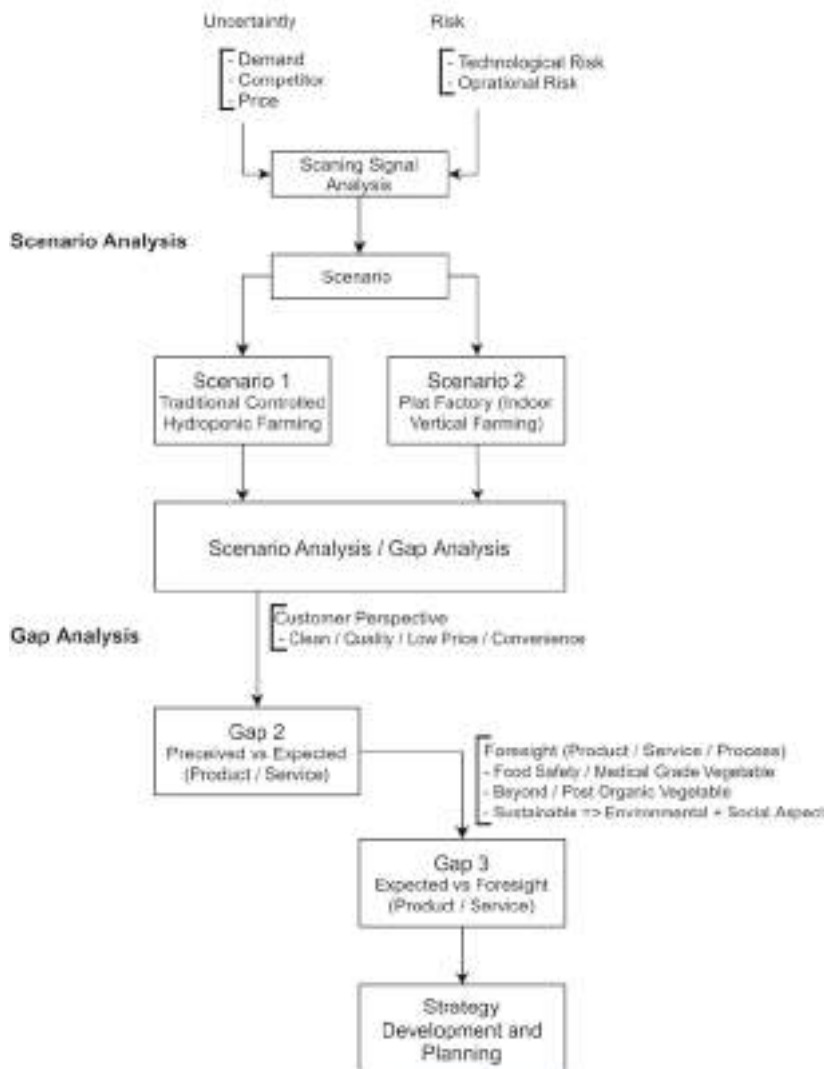 Uncertaintly
- Demand
- Competitor
- Price
Risk
- Technological Risk
- Oprational Risk
Scaning Signal
Analysis
Scenario Analysis
Scenario
Scenario 1
Traditional Controlled
Hydroponic Farming
Scenario 2
Plat Factory (Indoor
Vertical Farming)
Scenario Analysis / Gap Analysis
Gap Analysis
Customer Perspective
- Clean / Quality / Low Price / Convenience
Gap 2
Preceived vs Expected
(Product / Service)
Foresight (Product / Service / Process)
- Food Safety / Medical Grade Vegetable
- Beyond / Post Organic Vegetable
- Sustainable => Environmental + Social Aspect
Gap 3
Expected vs Foresight
(Product / Service)
Strategy
Development and
Planning